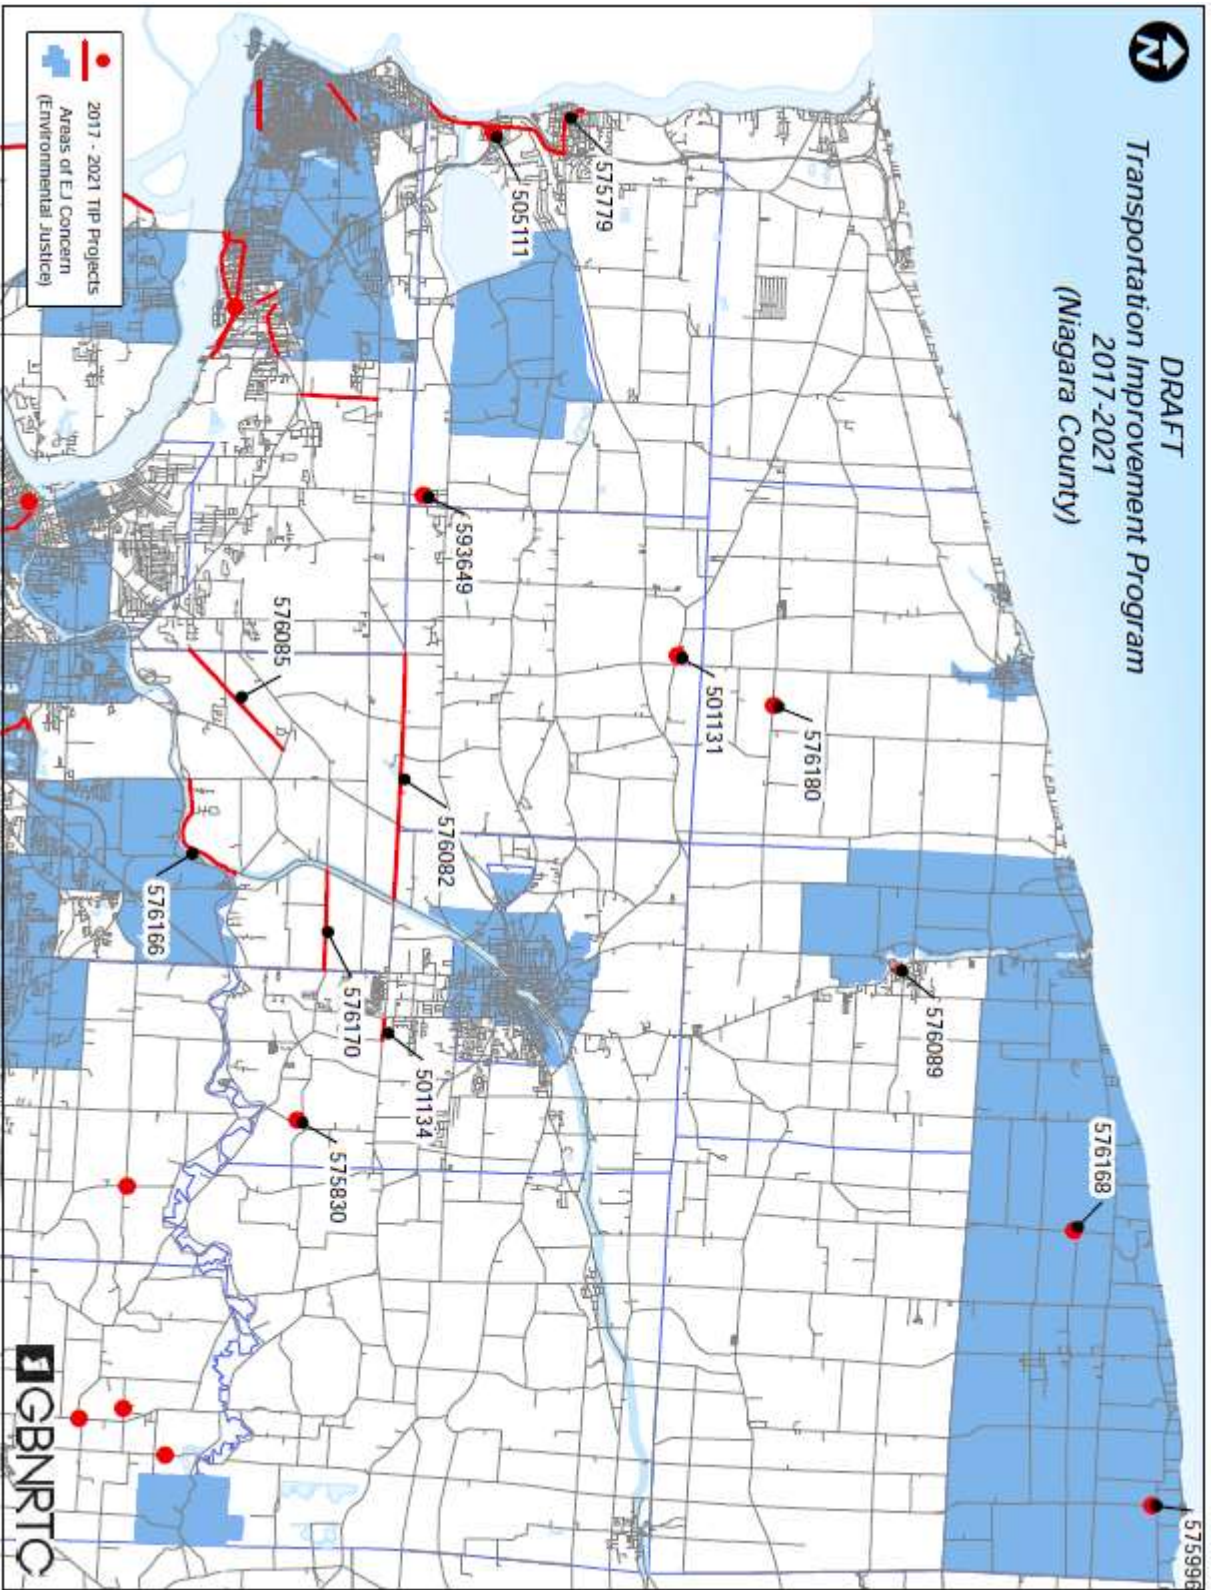 DRAFT
Transportation Improvement Program
2017-2021
(Niagara County)
N
575996
576168
576089
576180
501131
575779
505111
593649
576082
576085
501134
576170
575830
576166
2017 - 2021 TIP Projects
Areas of EJ Concern
(Environmental Justice)
GBNRTC